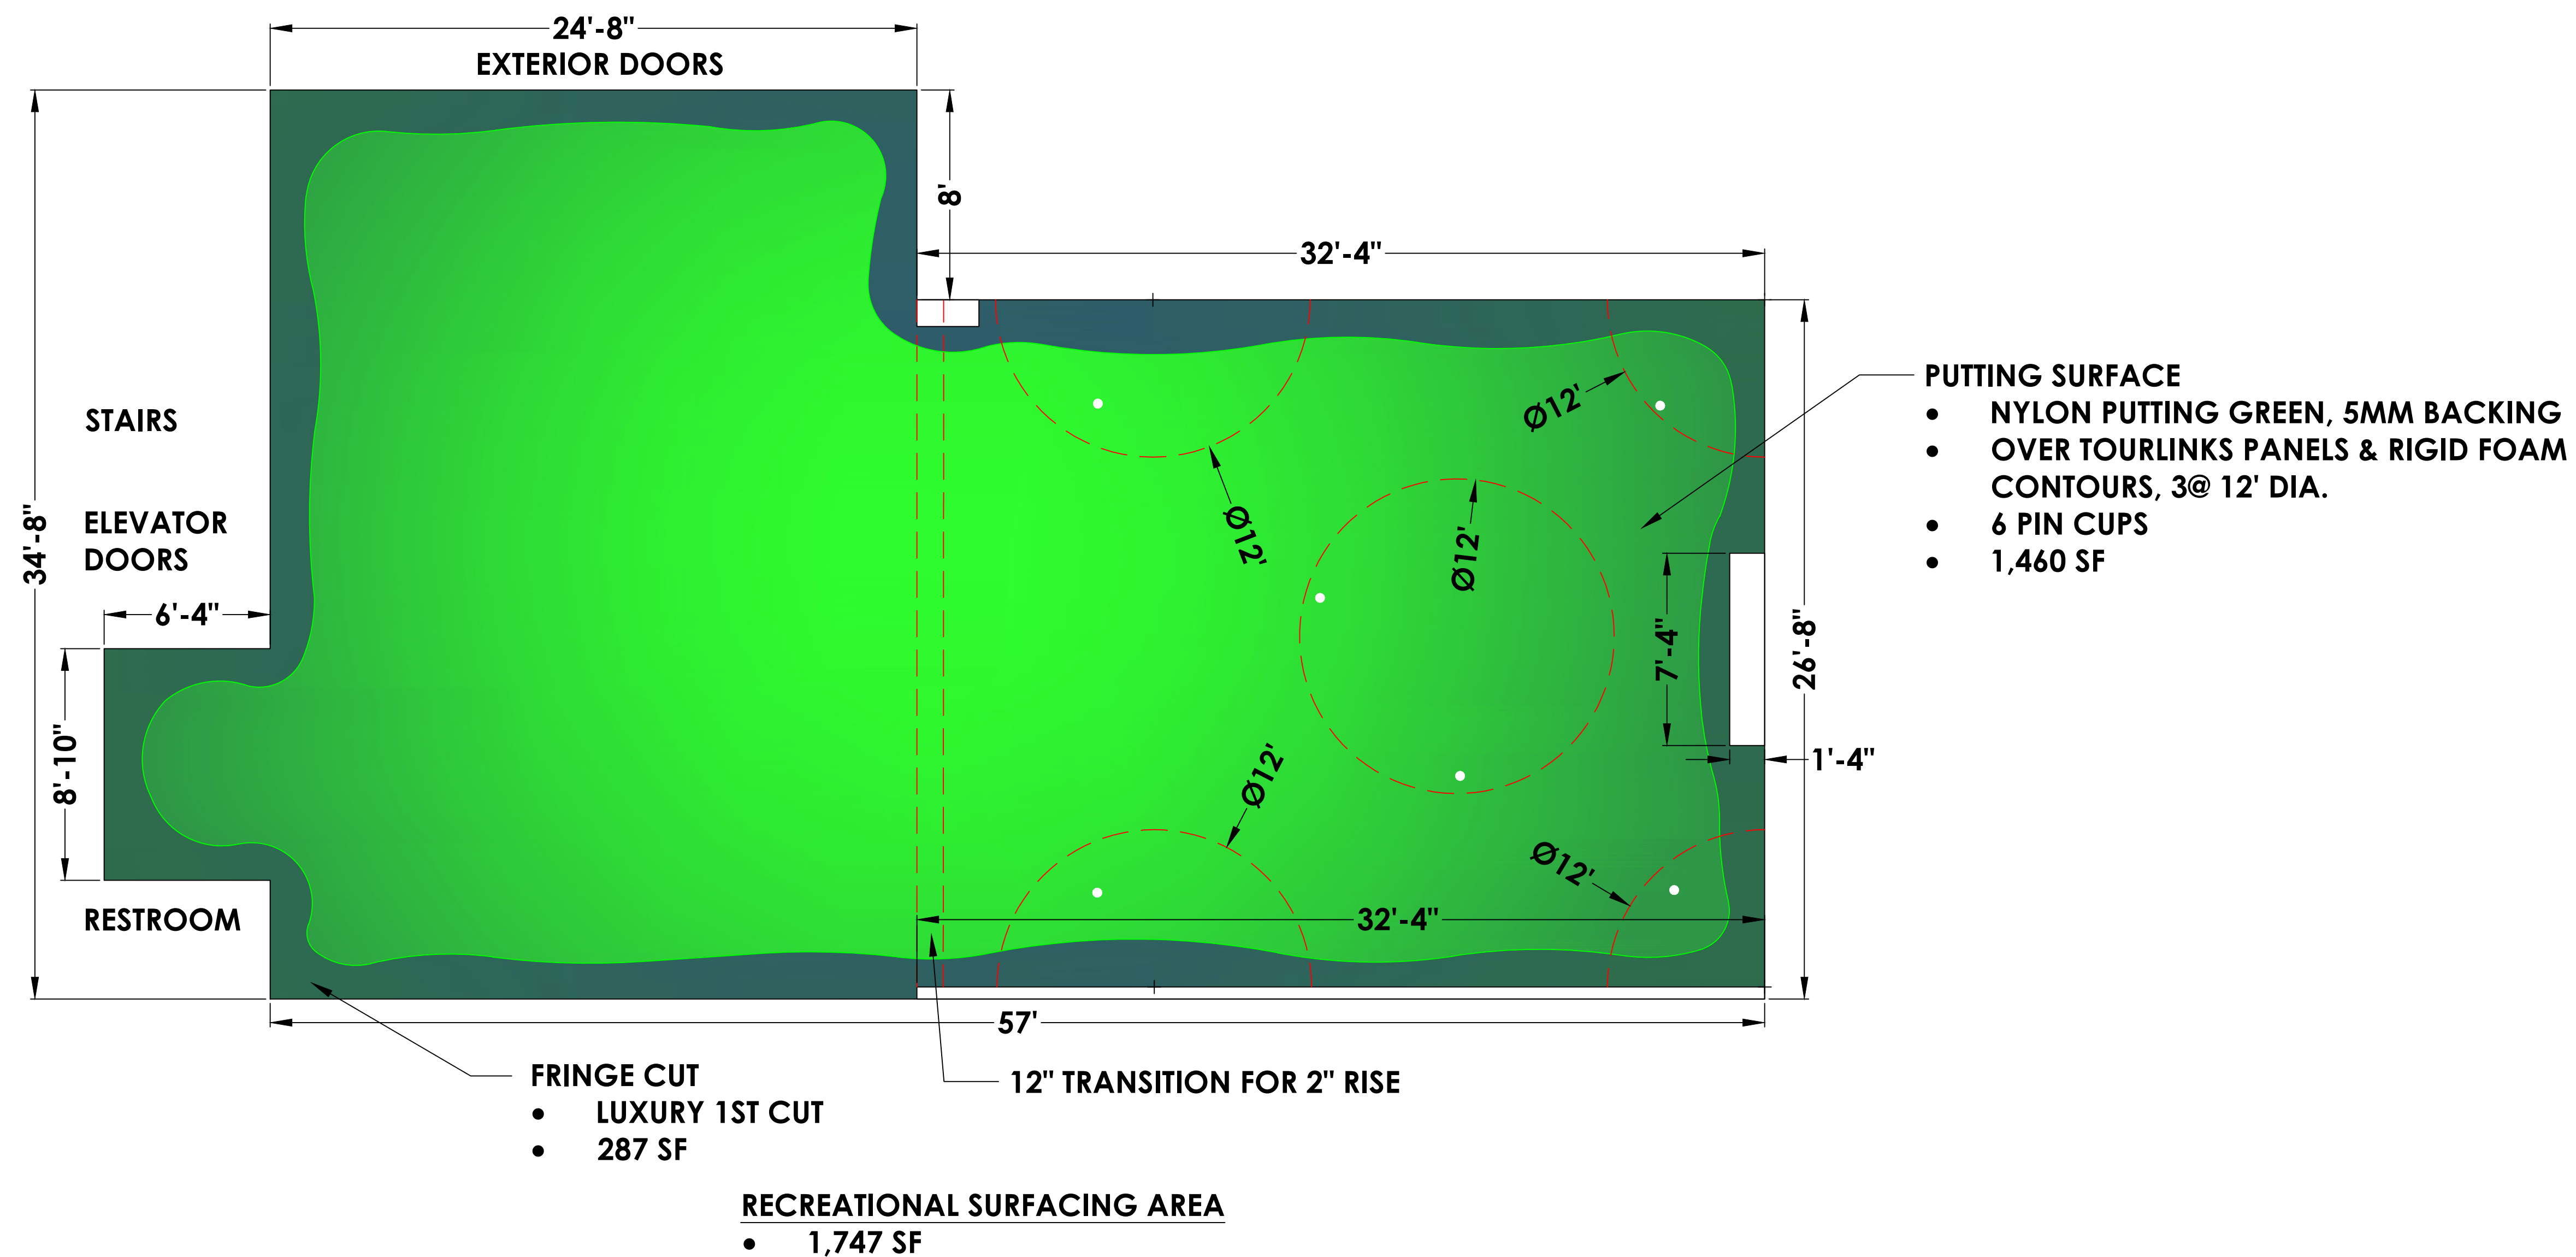 24'-8"
EXTERIOR DOORS
8'
32'-4"
Ø12'
PUTTING SURFACE
• NYLON PUTTING GREEN, 5MM BACKING
• OVER TOURLINKS PANELS & RIGID FOAM
CONTOURS, 3@ 12' DIA.
• 6 PIN CUPS
• 1,460 SF
STAIRS
ELEVATOR
DOORS
34'-8"
Ø12'
Ø12'
6'-4"
7'-4"
26'-8"
8'-10"
1'-4"
Ø12'
Ø12'
RESTROOM
32'-4"
57'
FRINGE CUT
• LUXURY 1ST CUT
• 287 SF
12" TRANSITION FOR 2" RISE
RECREATIONAL SURFACING AREA
• 1,747 SF